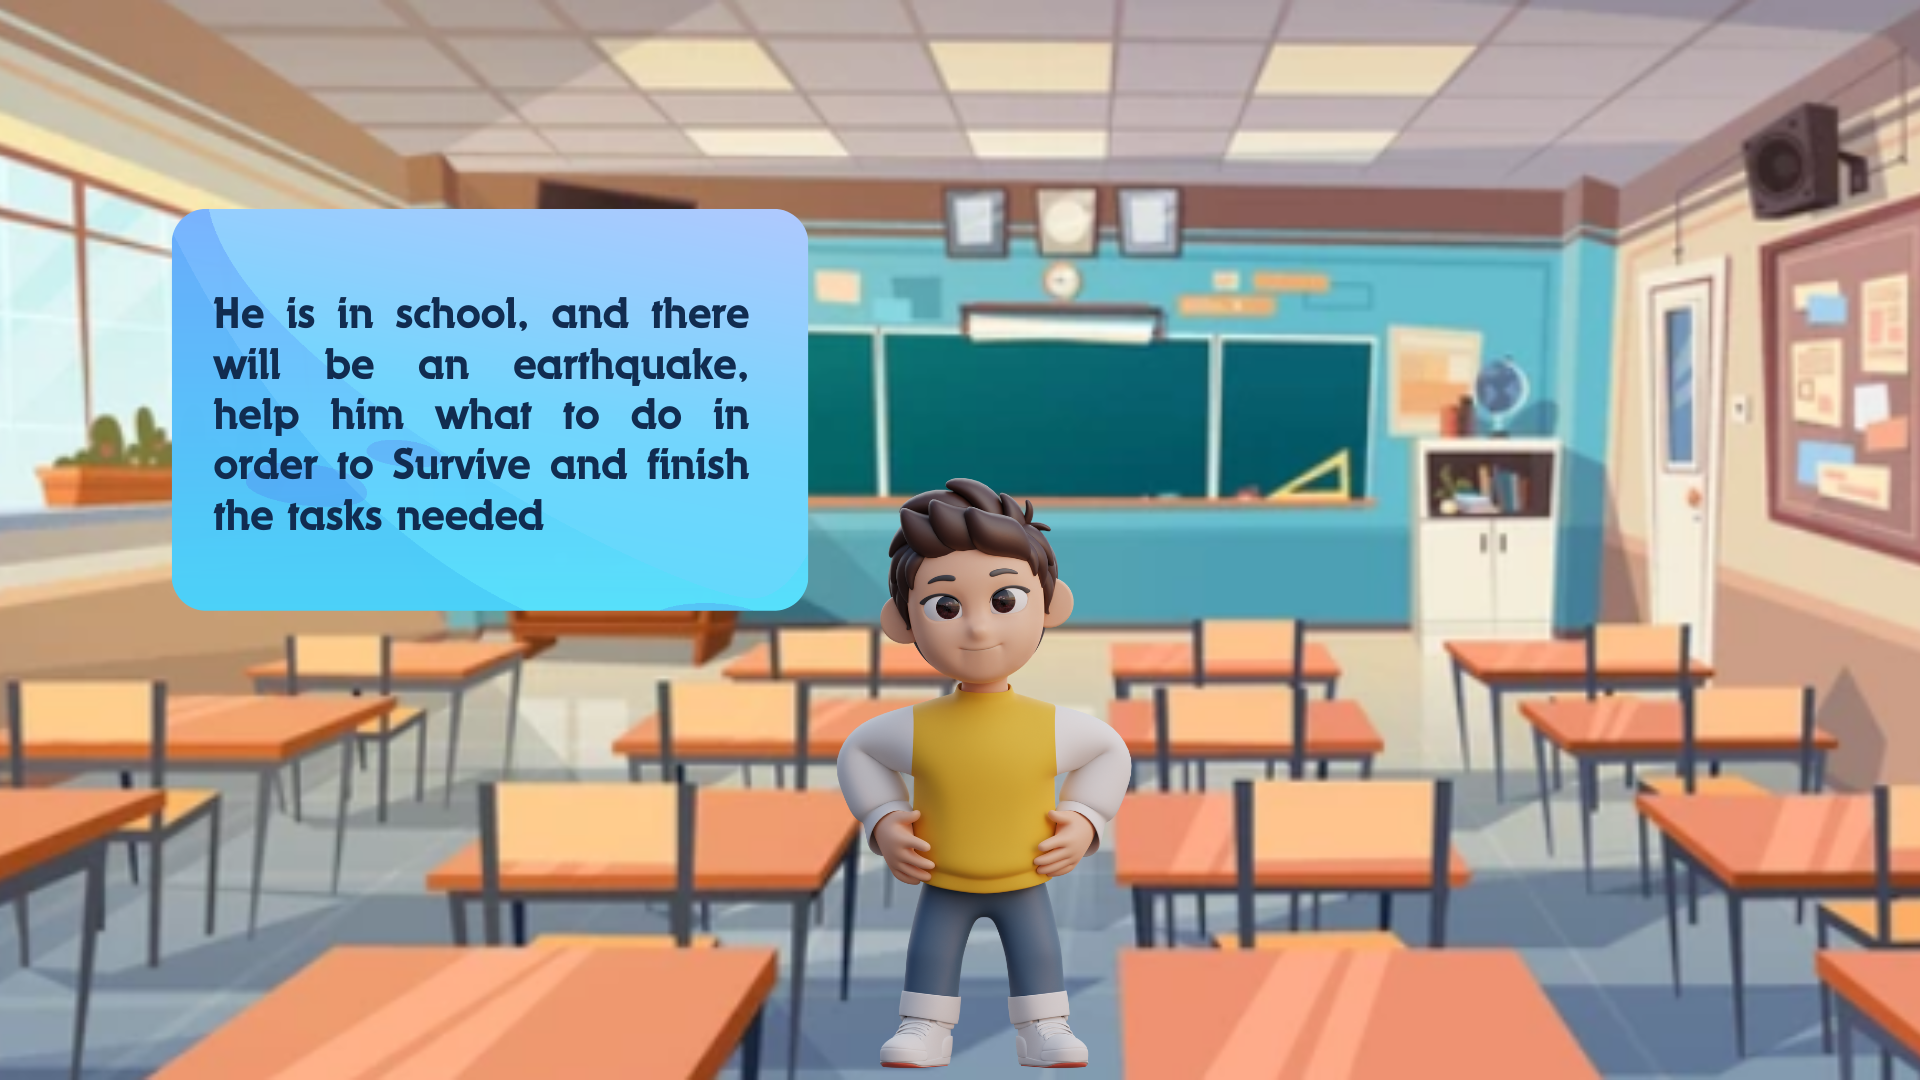 He is in school, and there
will be an earthquake,
help him what to do in
order to Survive and finish
the tasks needed